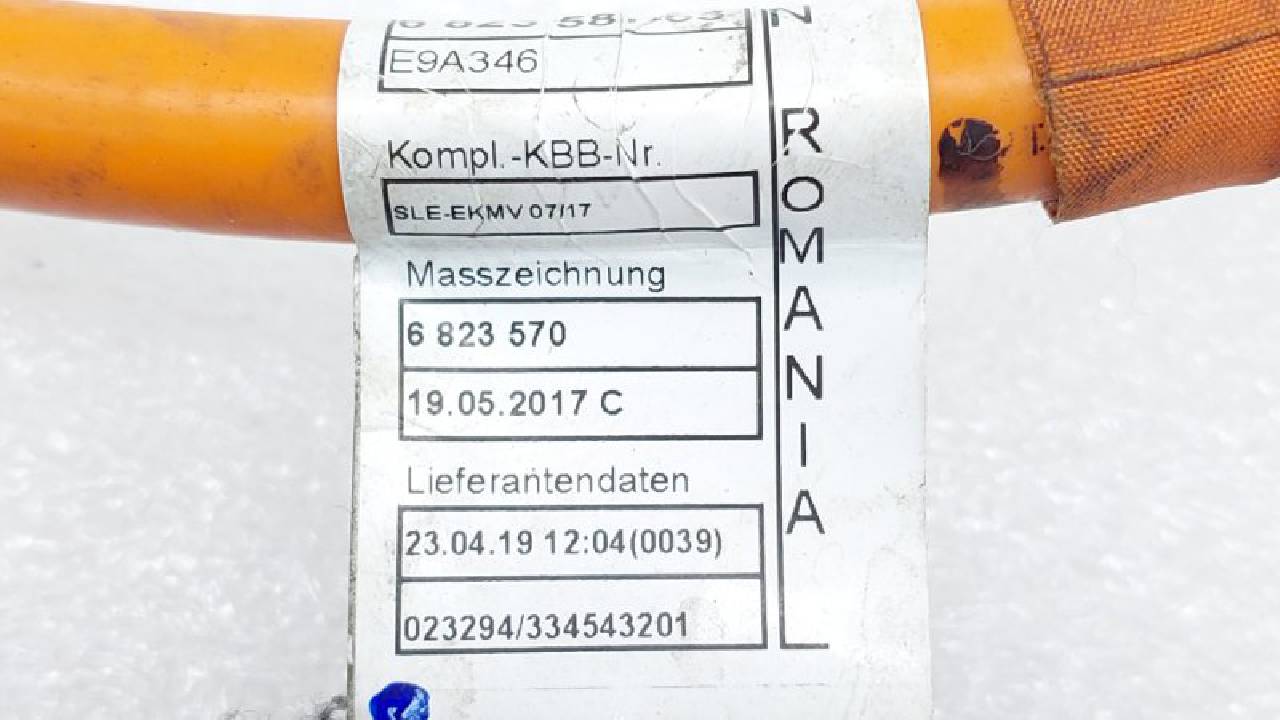 E9A346
Kompl.-KBB-Nr.
SLE-EKMV 07/17
Masszeichnung
6 823 570
19.05.2017 C
Lieferantendaten
23.04.19 12:04(0039)
023294/334543201
N ROMANIA